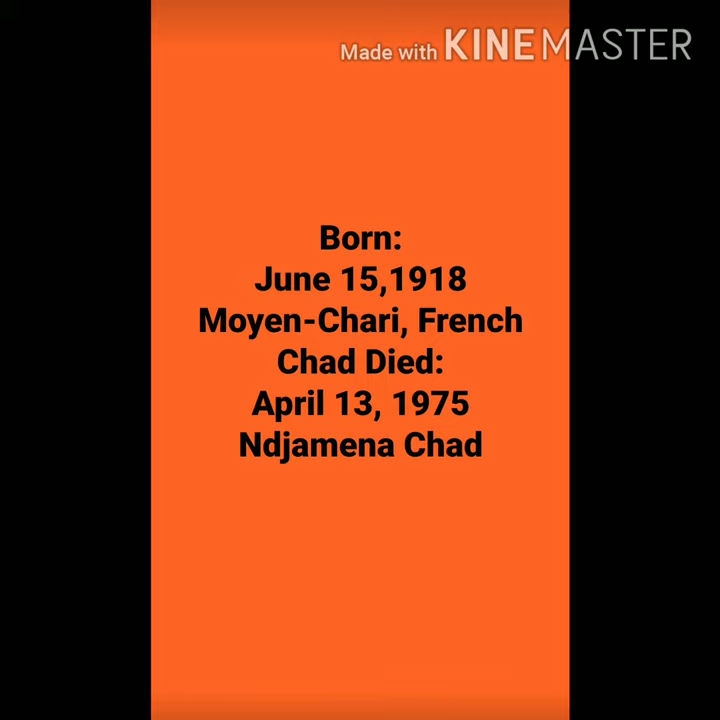 Made with KINEMASTER
Born:
June 15,1918
Moyen-Chari, French
Chad Died:
April 13, 1975
Ndjamena Chad